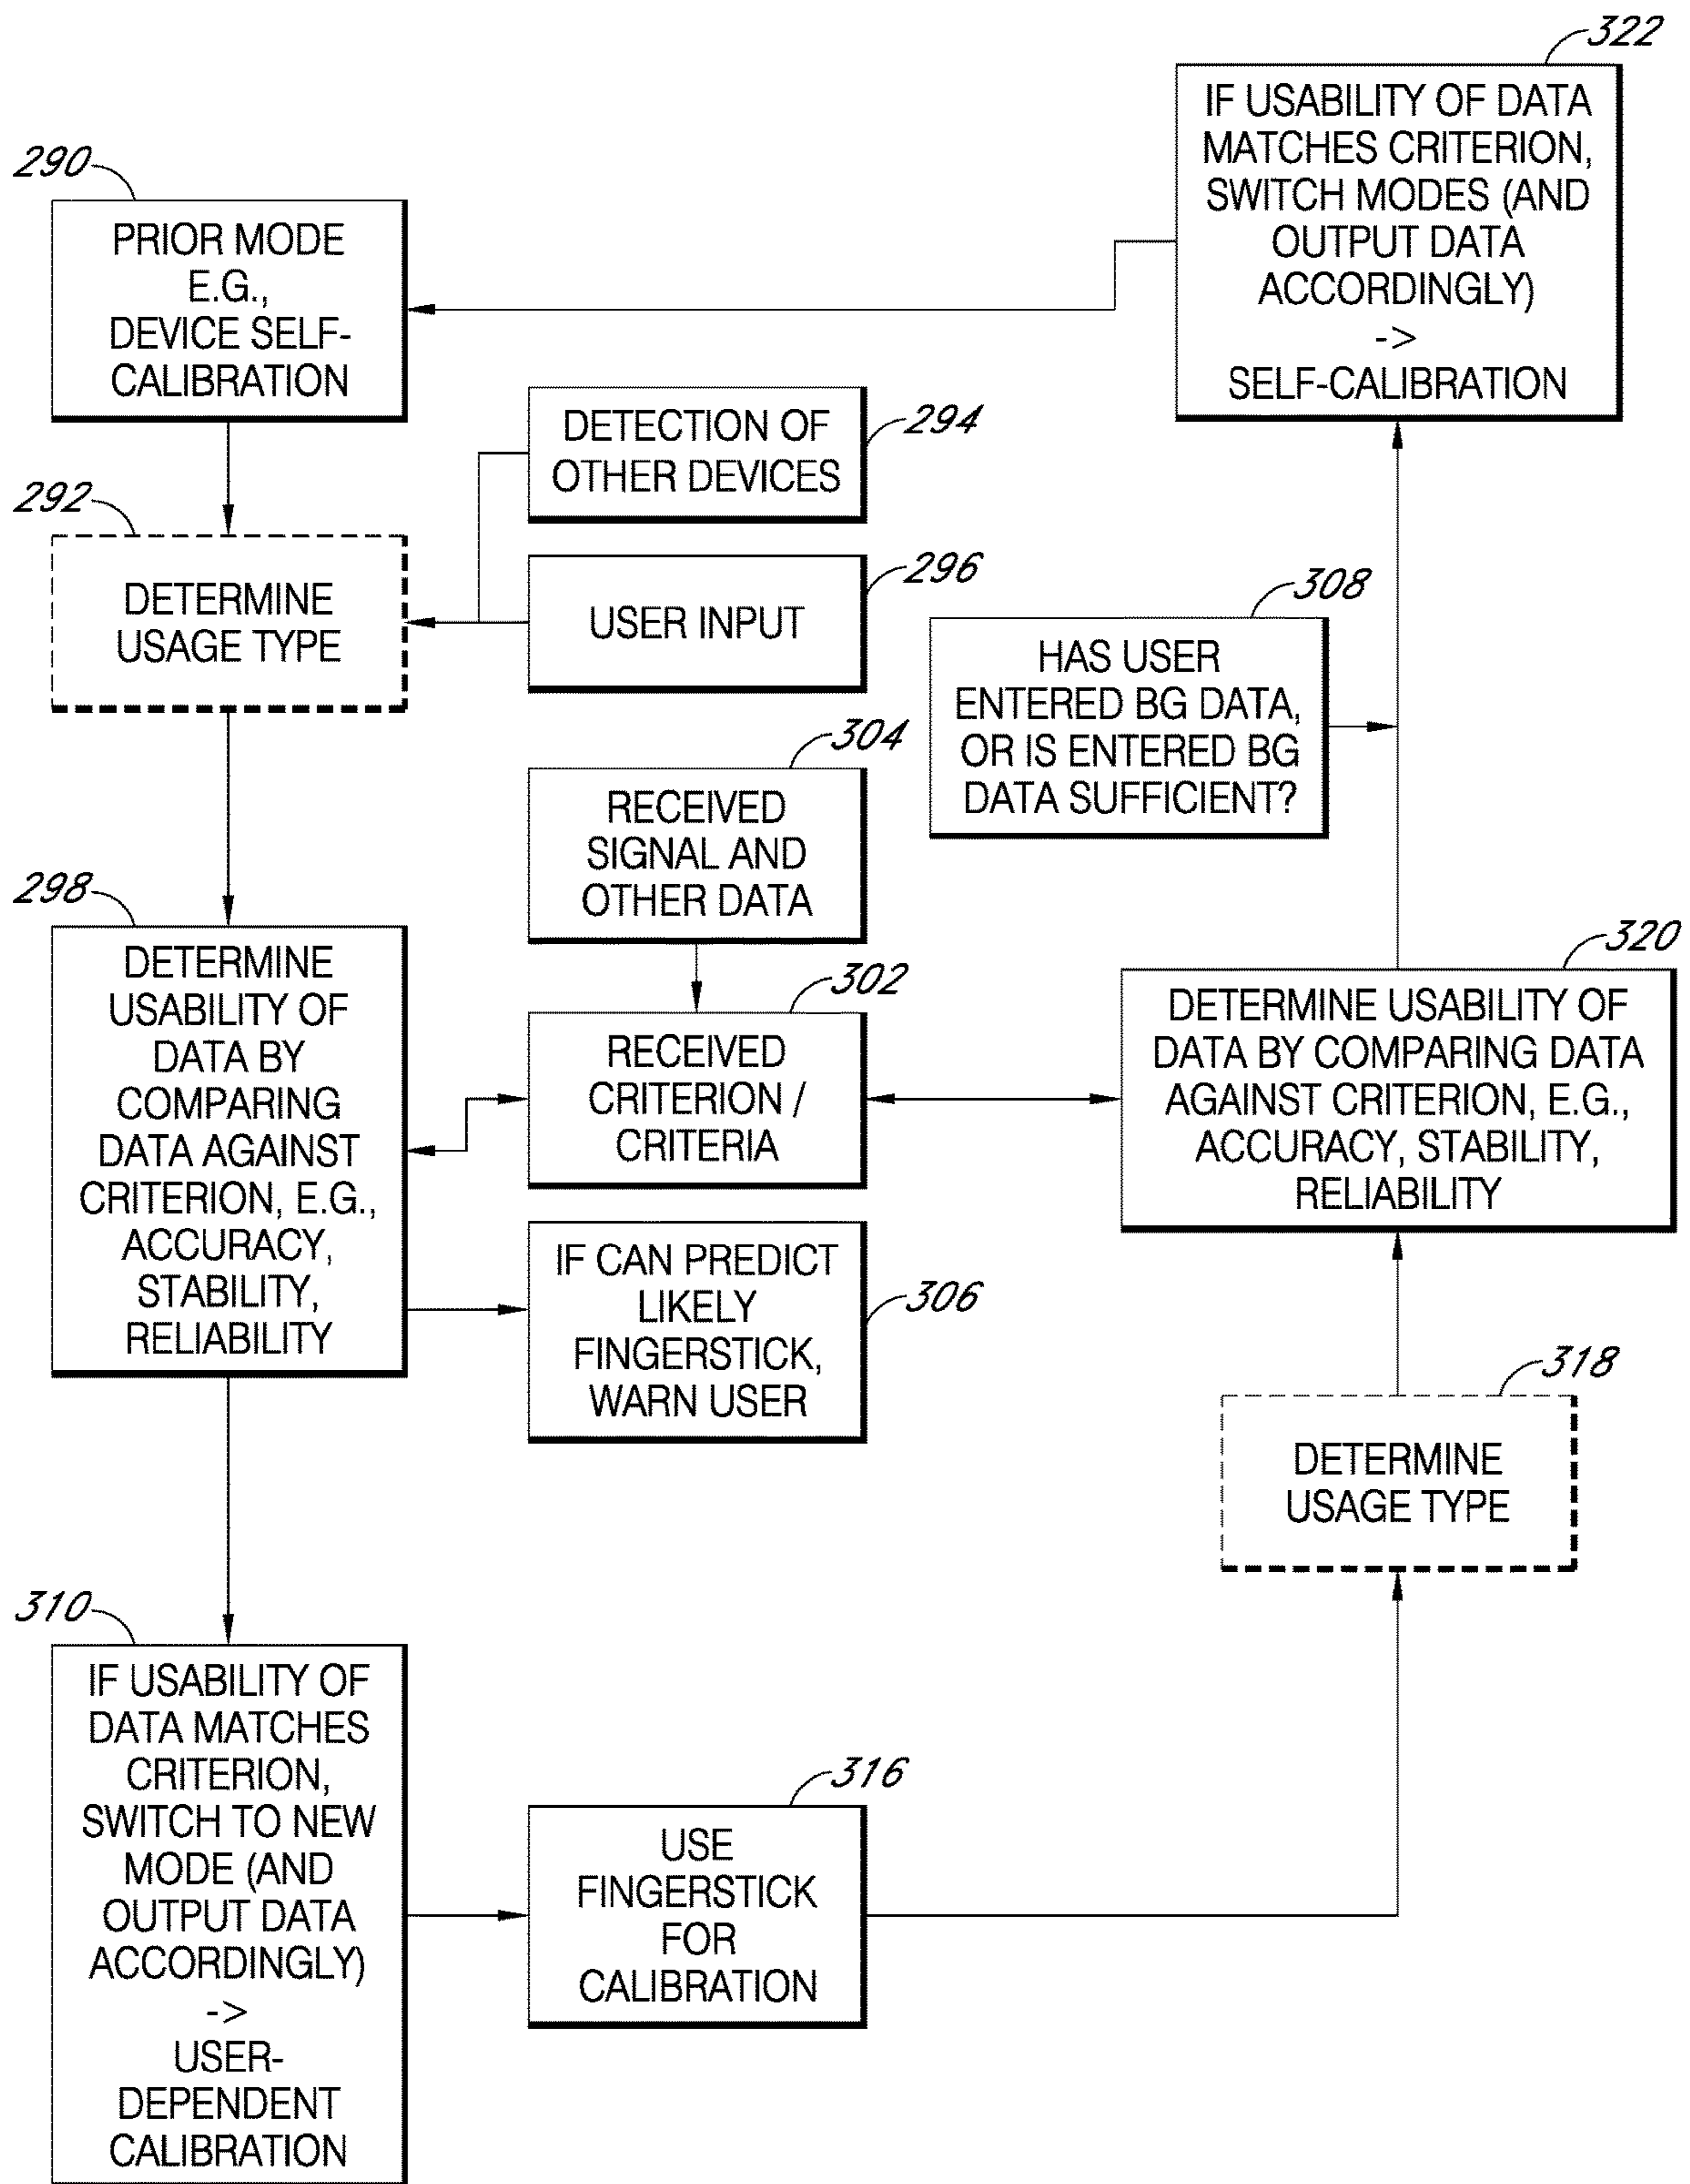 322
IF USABILITY OF DATA
MATCHES CRITERION,
SWITCH MODES (AND
OUTPUT DATA
ACCORDINGLY)
->
SELF-CALIBRATION
290
PRIOR MODE
E.G.,
DEVICE SELF-
CALIBRATION
294
DETECTION OF
OTHER DEVICES
292
DETERMINE
USAGE TYPE
296
USER INPUT
308
HAS USER
ENTERED BG DATA,
OR IS ENTERED BG
DATA SUFFICIENT?
304
RECEIVED
SIGNAL AND
OTHER DATA
298
DETERMINE
USABILITY OF
DATA BY
COMPARING
DATA AGAINST
CRITERION, E.G.,
ACCURACY,
STABILITY,
RELIABILITY
302
RECEIVED
CRITERION /
CRITERIA
320
DETERMINE USABILITY OF
DATA BY COMPARING DATA
AGAINST CRITERION, E.G.,
ACCURACY, STABILITY,
RELIABILITY
306
IF CAN PREDICT
LIKELY
FINGERSTICK,
WARN USER
318
DETERMINE
USAGE TYPE
310
IF USABILITY OF
DATA MATCHES
CRITERION,
SWITCH TO NEW
MODE (AND
OUTPUT DATA
ACCORDINGLY)
->
USER-
DEPENDENT
CALIBRATION
316
USE
FINGERSTICK
FOR
CALIBRATION